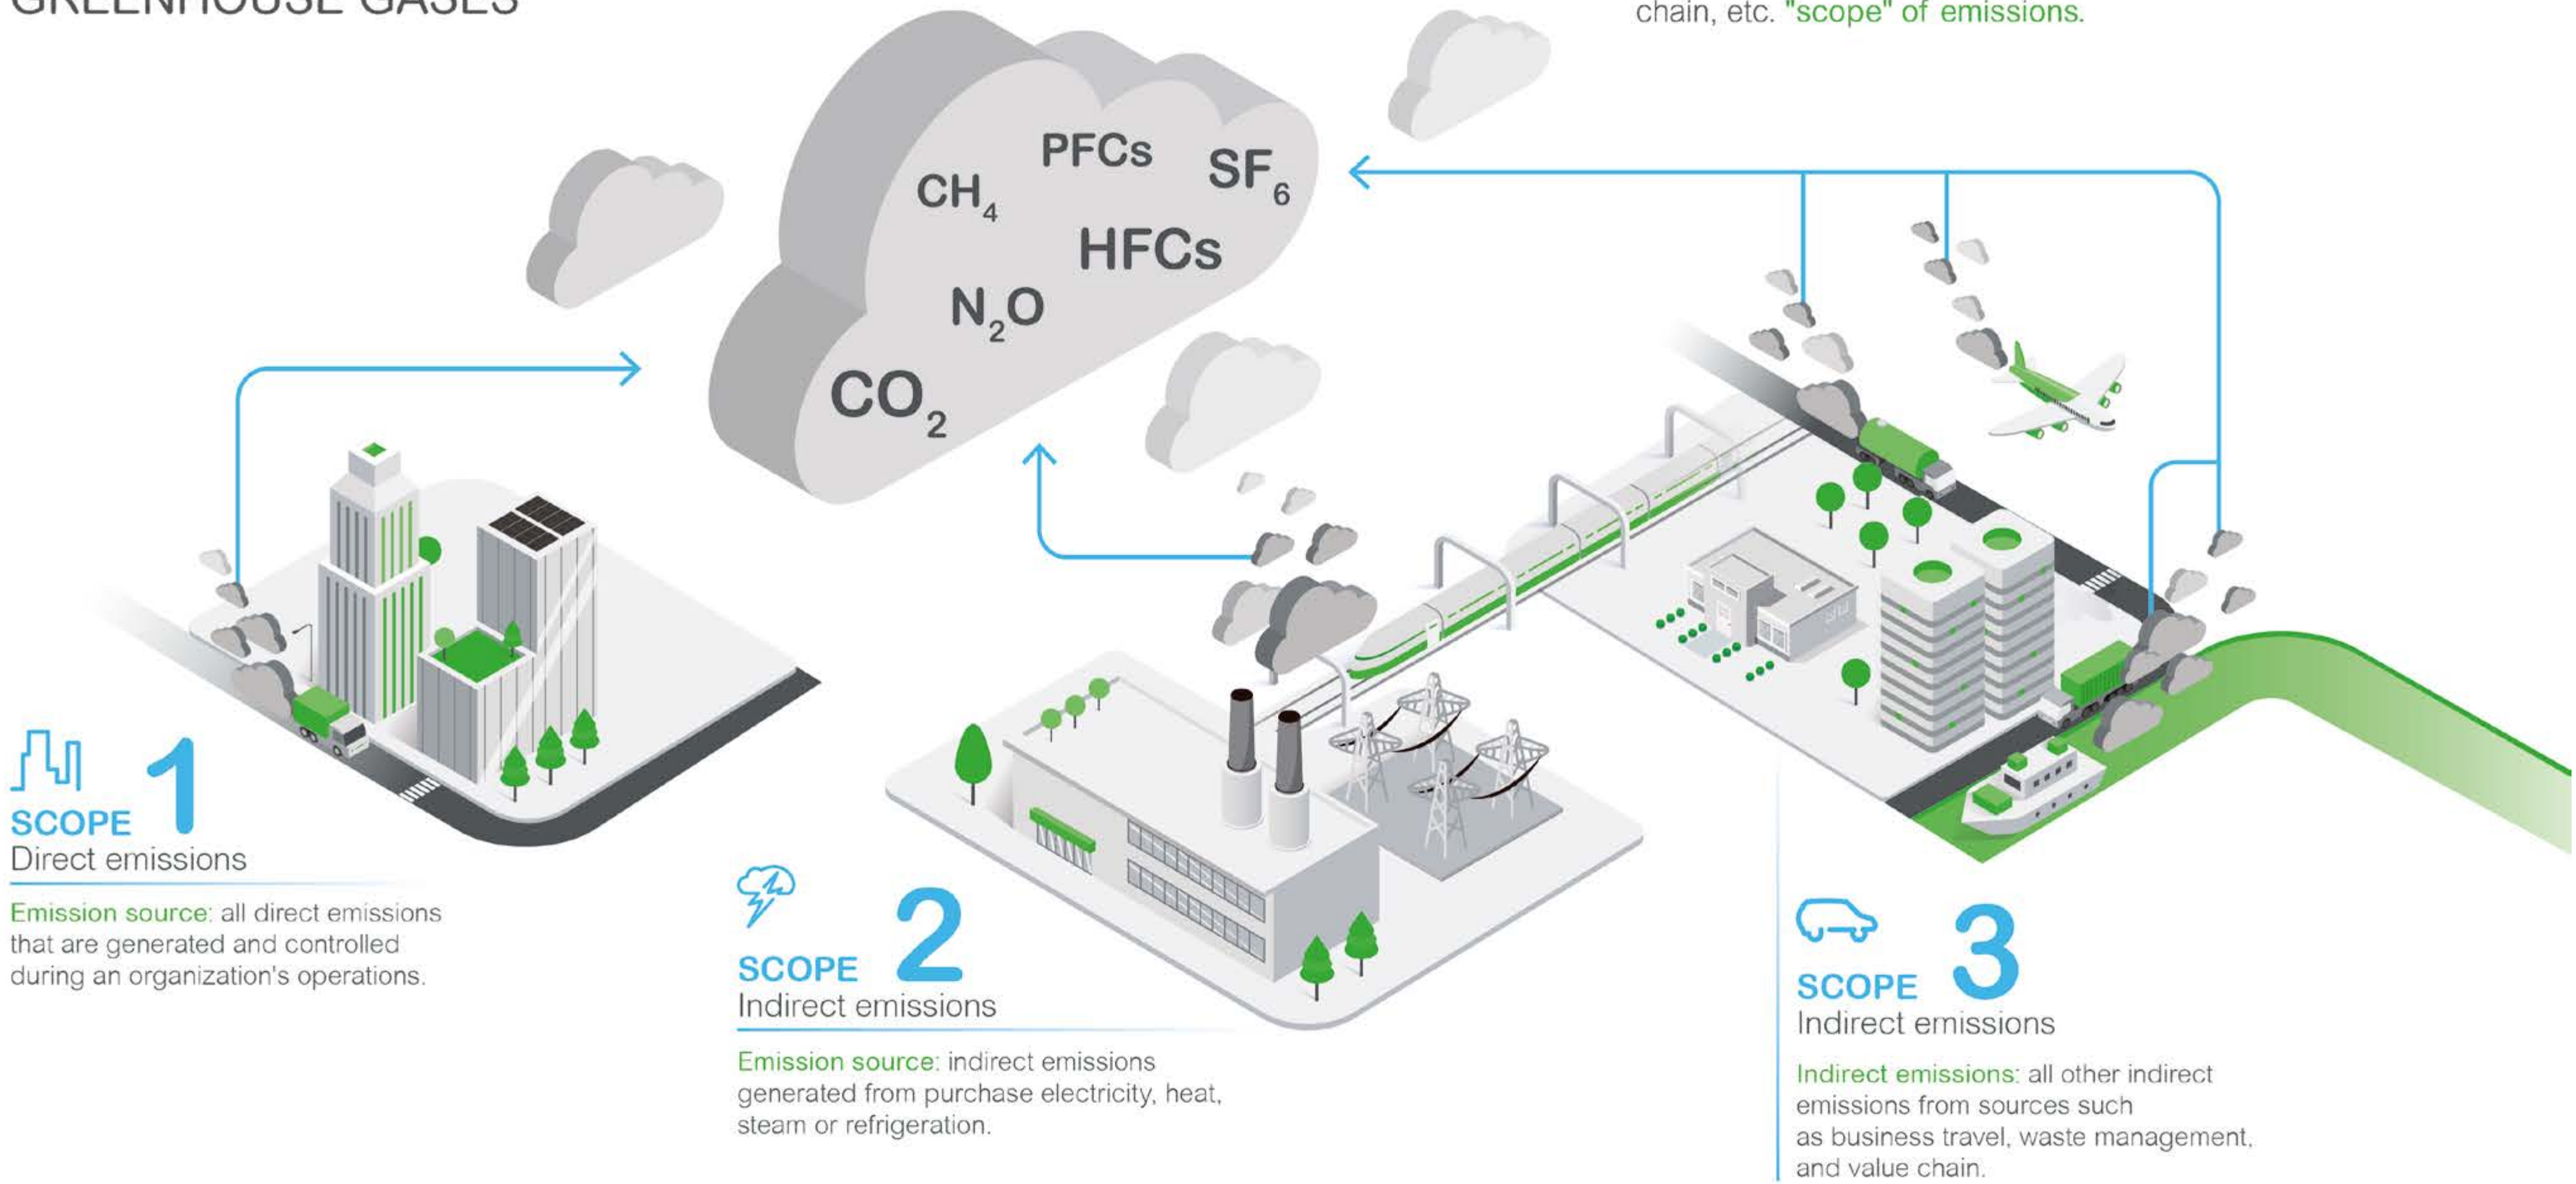 GREENHOUSE GASES
chain, etc. "scope" of emissions.
PFCs
SF6
CH4
HFCs
N2O
CO2
SCOPE 1
Direct emissions
Emission source: all direct emissions
that are generated and controlled
during an organization's operations.
SCOPE 2
Indirect emissions
Emission source: indirect emissions
generated from purchase electricity, heat,
steam or refrigeration.
SCOPE 3
Indirect emissions
Indirect emissions: all other indirect
emissions from sources such
as business travel, waste management,
and value chain.